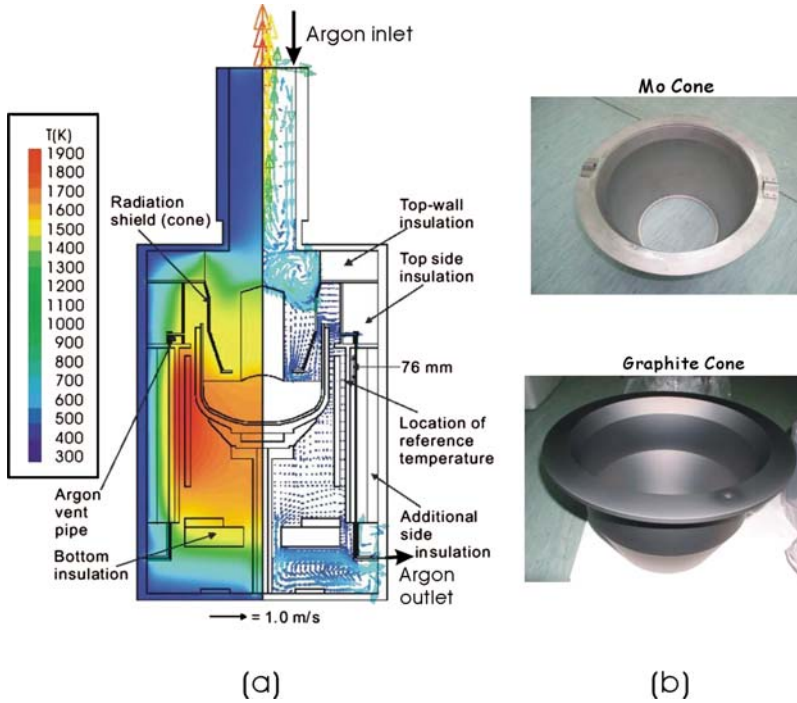 Argon inlet
T(K)
1900
1800
1700
1600
1500
1400
1300
1200
1100
1000
900
800
700
600
500
400
300
Radiation
shield (cone)
Top-wall
insulation
Top side
insulation
76 mm
Location of
reference
temperature
Argon
vent
pipe
Bottom
insulation
Additional
side
insulation
Argon
outlet
= 1.0 m/s
(a)
Mo Cone
Graphite Cone
(b)